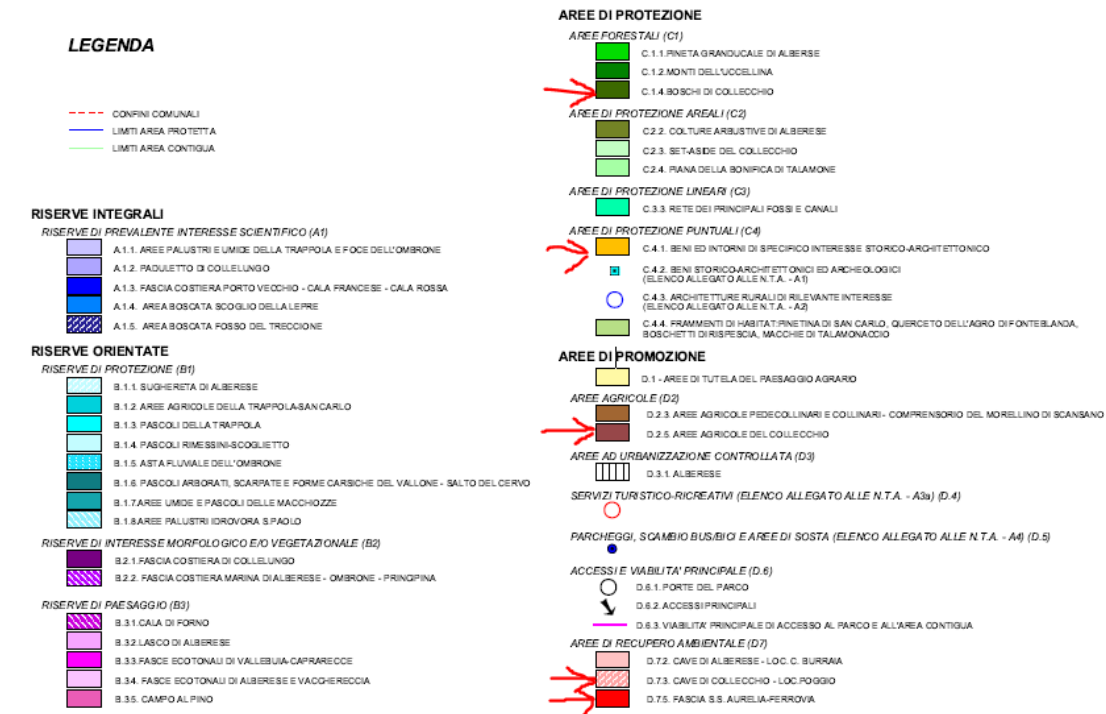 LEGENDA
CONFINI COMUNALI
LIMITI AREA PROTETTA
LIMITI AREA CONTIGUA
RISERVE INTEGRALI
RISERVE DI PREVALENTE INTERESSE SCIENTIFICO (A1)
A.1.1. AREE PALUSTRI E UMIDE DELLA TRAPPOLA E FOCE DELL'OMBRONE
A.1.2. PADULETTO DI COLLELUNGO
A.1.3. FASCIA COSTIERA PORTO VECCHIO - CALA FRANCESE - CALA ROSSA
A.1.4. AREA BOSCATA SCOGLIO DELLA LEPRE
A.1.5. AREA BOSCATA FOSSO DEL TRECCIONE
RISERVE ORIENTATE
RISERVE DI PROTEZIONE (B1)
B.1.1. SUGHERETA DI ALBERESE
B.1.2. AREE AGRICOLE DELLA TRAPPOLA-SAN CARLO
B.1.3. PASCOLI DELLA TRAPPOLA
B.1.4. PASCOLI RIMESSINI-SCOGLIETTO
B.1.5. ASTA FLUVIALE DELL'OMBRONE
B.1.6. PASCOLI ARBORATI, SCARPATE E FORME CARSICHE DEL VALLONE - SALTO DEL CERVO
B.1.7.AREE UMIDE E PASCOLI DELLE MACCHIOZZE
B.1.8.AREE PALUSTRI IDROVORA S.PAOLO
RISERVE DI INTERESSE MORFOLOGICO E/O VEGETAZIONALE (B2)
B.2.1.FASCIA COSTIERA DI COLLELUNGO
B.2.2. FASCIA COSTIERA MARINA DI ALBERESE - OMBRONE - PRINCIPINA
RISERVE DI PAESAGGIO (B3)
B.3.1.CALA DI FORNO
B.3.2.LASCO DI ALBERESE
B.3.3.FASCE ECOTONALI DI VALLEBUIA-CAPRARECCE
B.3.4. FASCE ECOTONALI DI ALBERESE E VACCHERECCIA
B.3.5. CAMPO AL PINO
AREE DI PROTEZIONE
AREE FORESTALI (C1)
C.1.1.PINETA GRANDUCALE DI ALBERSE
C.1.2.MONTI DELL'UCCELLINA
C.1.4.BOSCHI DI COLLECCHIO
AREE DI PROTEZIONE AREALI (C2)
C.2.2. COLTURE ARBUSTIVE DI ALBERESE
C.2.3. SET-ASIDE DEL COLLECCHIO
C.2.4. PIANA DELLA BONIFICA DI TALAMONE
AREE DI PROTEZIONE LINEARI (C3)
C.3.3. RETE DEI PRINCIPALI FOSSI E CANALI
AREE DI PROTEZIONE PUNTUALI (C4)
C.4.1. BENI ED INTORNI DI SPECIFICO INTERESSE STORICO-ARCHITETTONICO
C.4.2. BENI STORICO-ARCHITETTONICI ED ARCHEOLOGICI
(ELENCO ALLEGATO ALLE N.T.A. - A1)
C.4.3. ARCHITETTURE RURALI DI RILEVANTE INTERESSE
(ELENCO ALLEGATO ALLE N.T.A. - A2)
C.4.4. FRAMMENTI DI HABITAT:PINETINA DI SAN CARLO, QUERCETO DELL'AGRO DI FONTEBLANDA,
BOSCHETTI DI RISPESCIA, MACCHIE DI TALAMONACCIO
AREE DI PROMOZIONE
D.1 - AREE DI TUTELA DEL PAESAGGIO AGRARIO
AREE AGRICOLE (D2)
D.2.3. AREE AGRICOLE PEDECOLLINARI E COLLINARI - COMPRENSORIO DEL MORELLINO DI SCANSANO
D.2.5. AREE AGRICOLE DEL COLLECCHIO
AREE AD URBANIZZAZIONE CONTROLLATA (D3)
D.3.1. ALBERESE
SERVIZI TURISTICO-RICREATIVI (ELENCO ALLEGATO ALLE N.T.A. - A3a) (D.4)
PARCHEGGI, SCAMBIO BUS/BICI E AREE DI SOSTA (ELENCO ALLEGATO ALLE N.T.A. - A4) (D.5)
ACCESSI E VIABILITA' PRINCIPALE (D.6)
D.6.1. PORTE DEL PARCO
D.6.2. ACCESSI PRINCIPALI
D.6.3. VIABILITA' PRINCIPALE DI ACCESSO AL PARCO E ALL'AREA CONTIGUA
AREE DI RECUPERO AMBIENTALE (D7)
D.7.2. CAVE DI ALBERESE - LOC. C. BURRAIA
D.7.3. CAVE DI COLLECCHIO - LOC.POGGIO
D.7.5. FASCIA S.S. AURELIA-FERROVIA